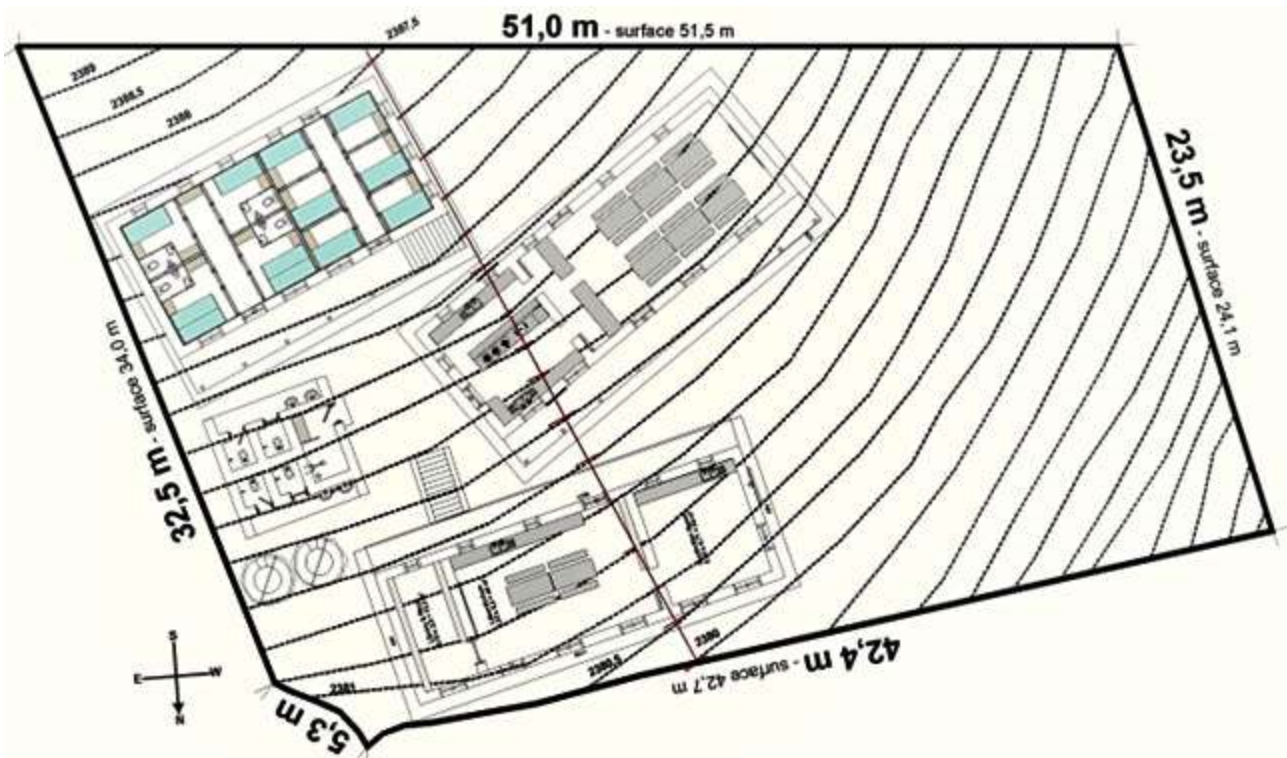 2387,5
51,0 m - surface 51,5 m
2389
2388,5
2388
23,5 m - surface 24,1 m
32,5 m - surface 34,0 m
S
E
W
N
2381
2380,5
2380
42,4 m - surface 42,7 m
5,3 m